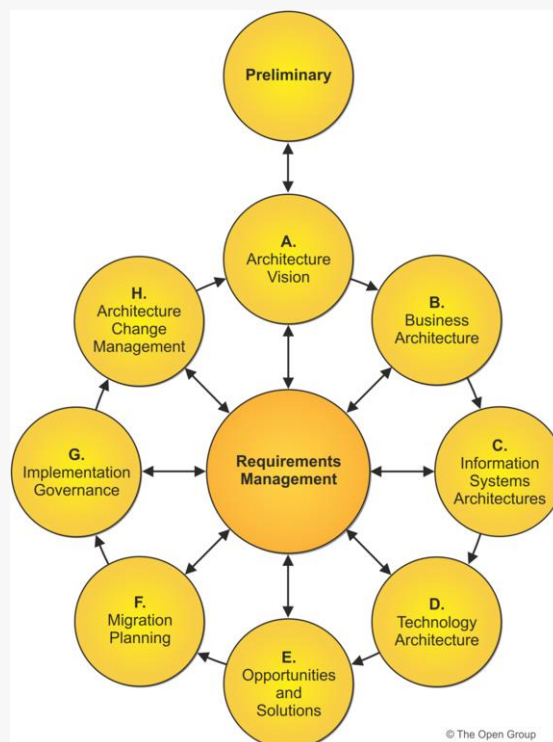 Preliminary
A.
Architecture
Vision
B.
Business
Architecture
C.
Information
Systems
Architectures
D.
Technology
Architecture
E.
Opportunities
and
Solutions
F.
Migration
Planning
G.
Implementation
Governance
H.
Architecture
Change
Management
Requirements
Management
© The Open Group